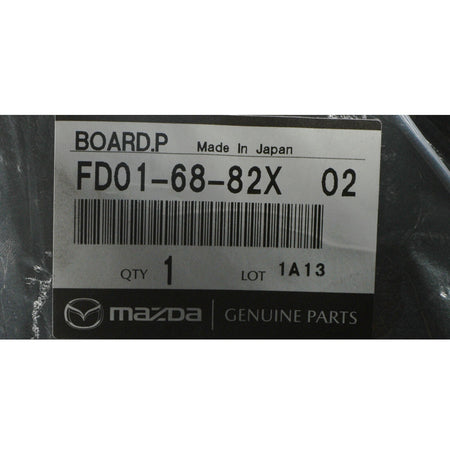 BOARD.P Made In Japan
FD01-68-82X 02
QTY 1 LOT 1A13
mazda GENUINE PARTS